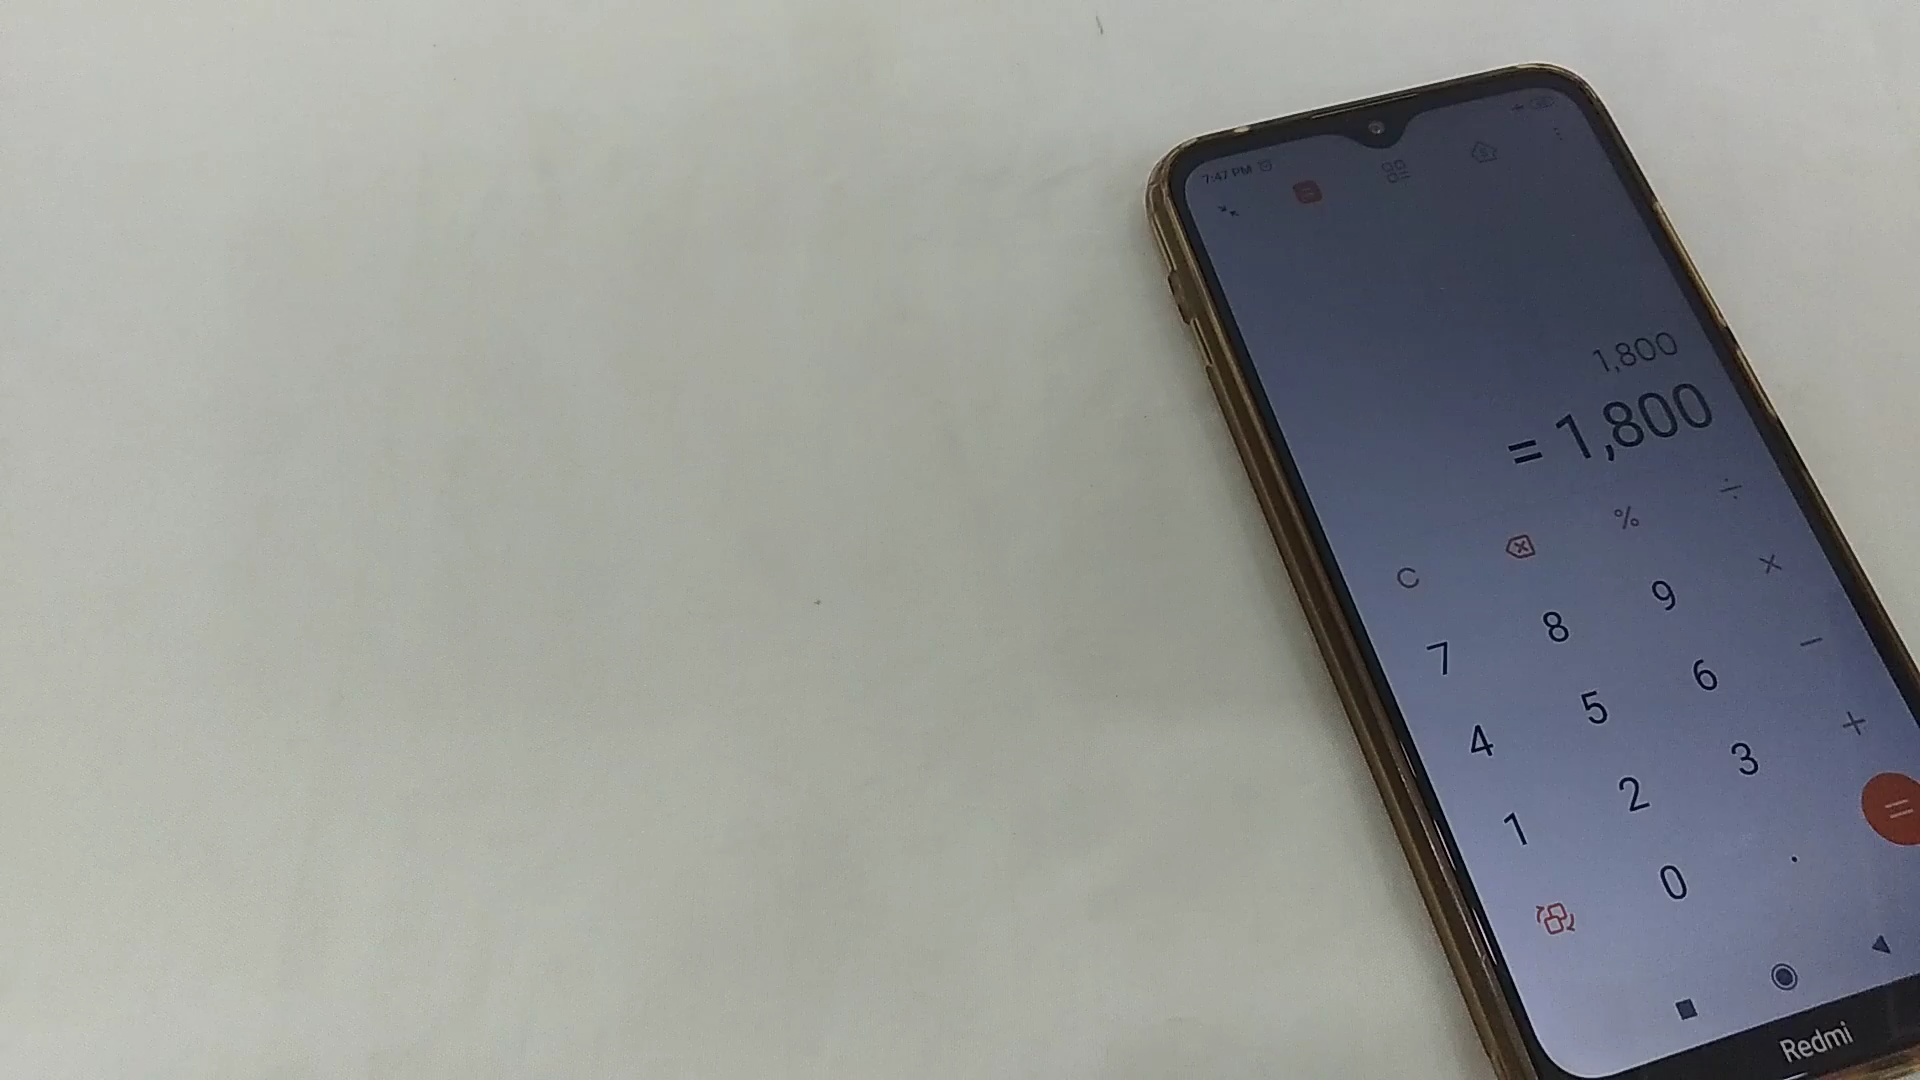 7:47 PM
1,800
= 1,800
C % ÷
7 8 9 ×
4 5 6 −
1 2 3 +
0 . =
Redmi